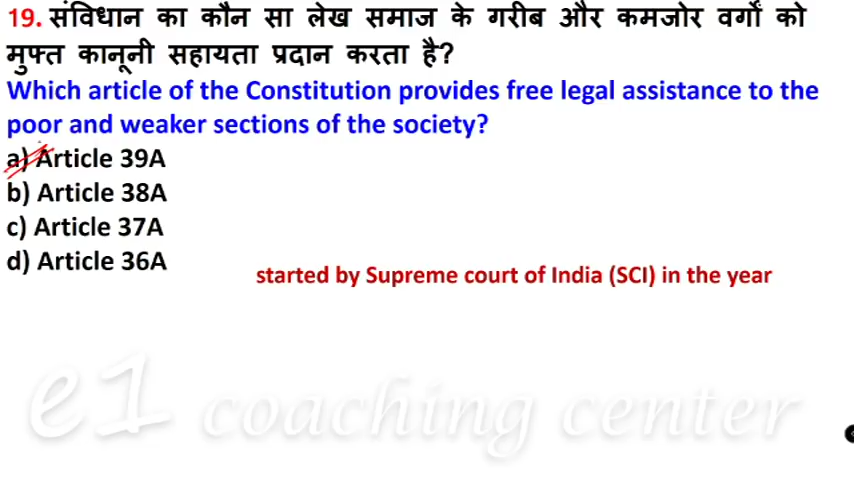 19. संविधान का कौन सा लेख समाज के गरीब और कमजोर वर्गों को
मुफ्त कानूनी सहायता प्रदान करता है?
Which article of the Constitution provides free legal assistance to the
poor and weaker sections of the society?
a) Article 39A
b) Article 38A
c) Article 37A
d) Article 36A
started by Supreme court of India (SCI) in the year
e1 coaching center